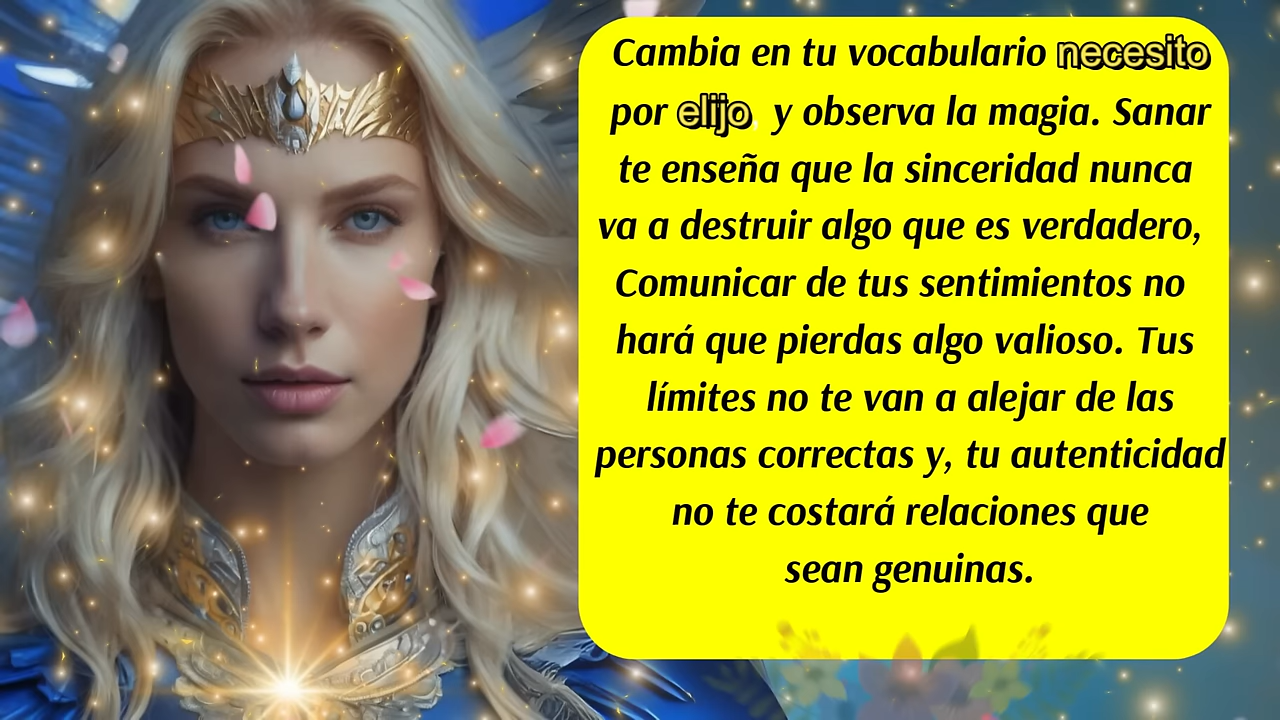 Cambia en tu vocabulario necesito
por elijo, y observa la magia. Sanar
te enseña que la sinceridad nunca
va a destruir algo que es verdadero,
Comunicar de tus sentimientos no
hará que pierdas algo valioso. Tus
límites no te van a alejar de las
personas correctas y, tu autenticidad
no te costará relaciones que
sean genuinas.